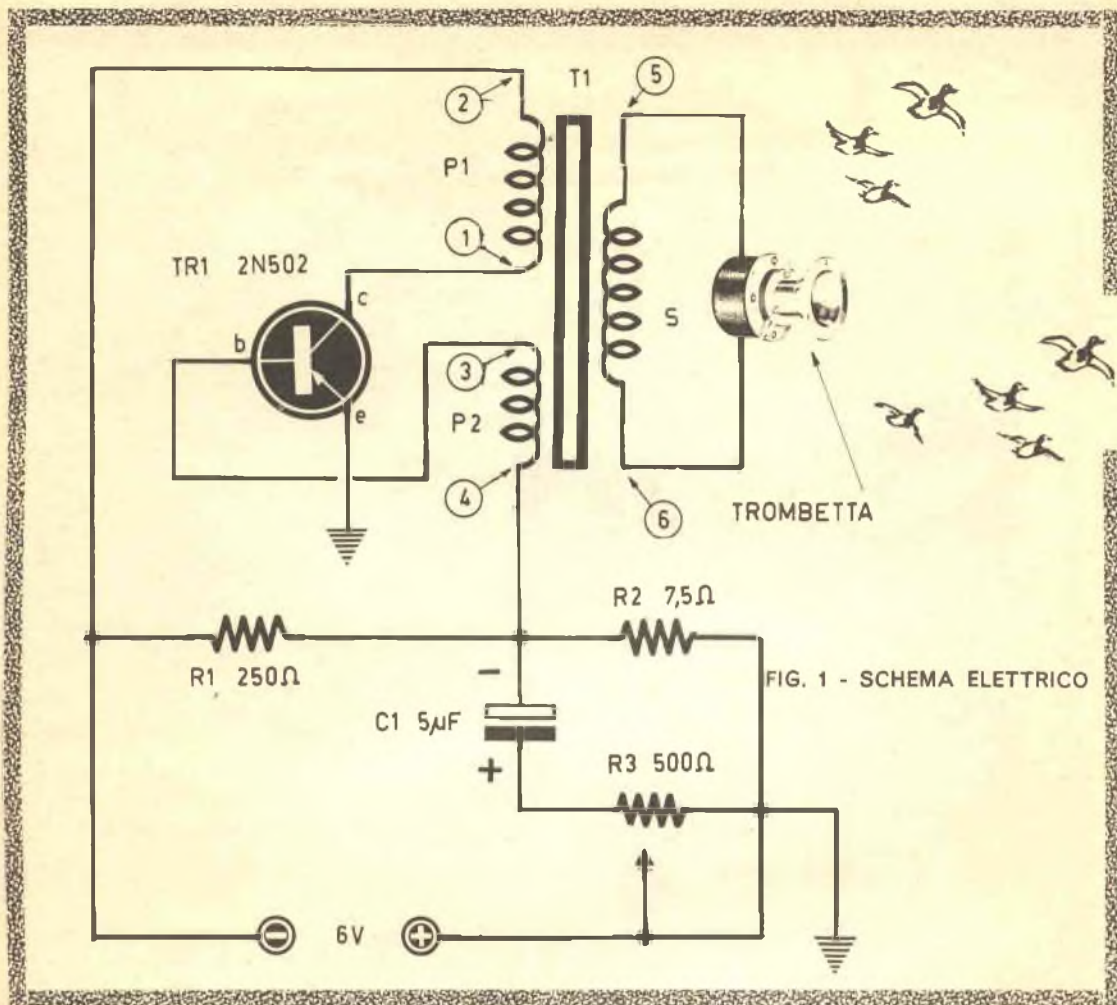 T1
2
5
P1
1
TR1 2N502
c
b
e
3
P2
4
S
6
TROMBETTA
R1 250Ω
R2 7,5Ω
-
C1 5µF
+
R3 500Ω
FIG. 1 - SCHEMA ELETTRICO
- 6V +